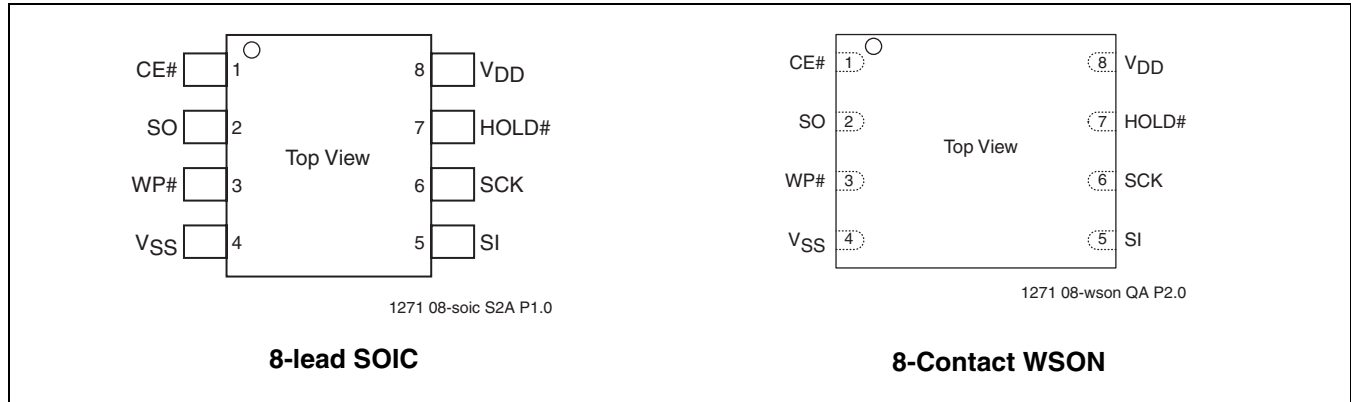 CE# 1 8 VDD
SO 2 7 HOLD#
Top View
WP# 3 6 SCK
VSS 4 5 SI
1271 08-soic S2A P1.0
8-lead SOIC
CE# 1 8 VDD
SO 2 7 HOLD#
Top View
WP# 3 6 SCK
VSS 4 5 SI
1271 08-wson QA P2.0
8-Contact WSON